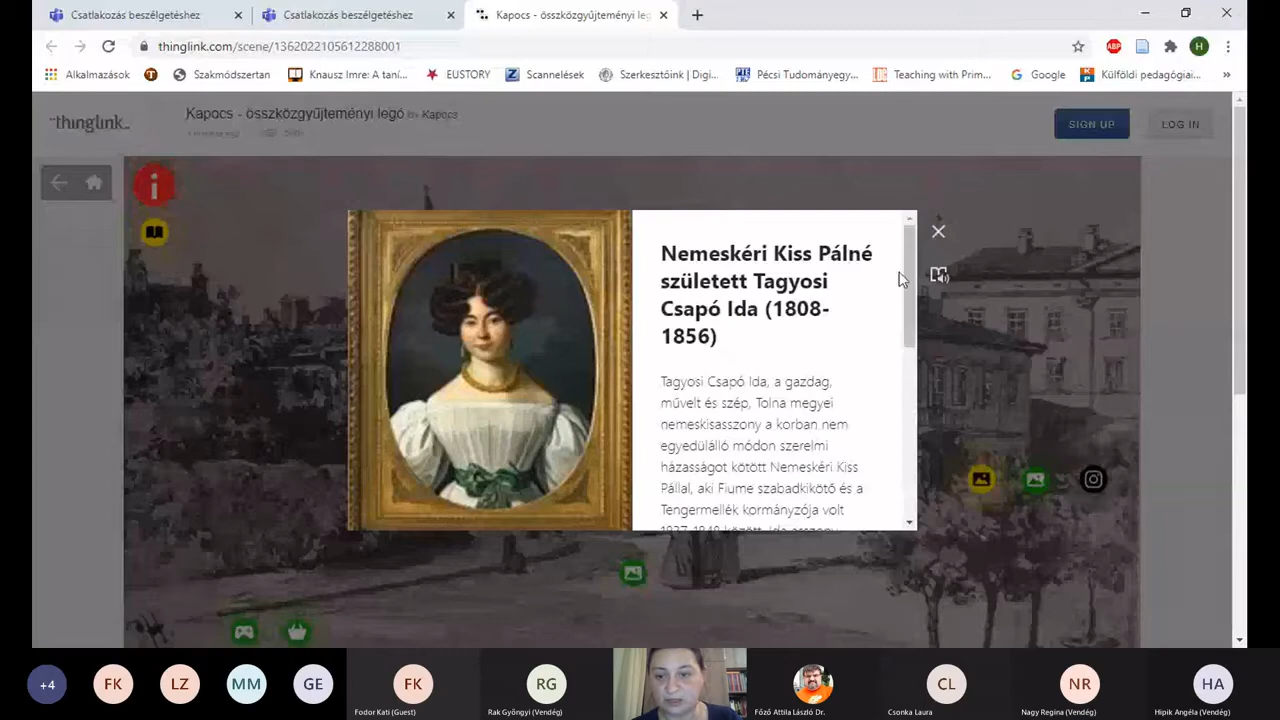 Csatlakozás beszélgetéshez
Csatlakozás beszélgetéshez
Kapocs - összközgyűjteményi leg
thinglink.com/scene/1362022105612288001
ABP
H
Alkalmazások
T
Szakmódszertan
Knausz Imre: A taní...
EUSTORY
Z Scannelések
Szerkesztőink | Digi...
Pécsi Tudományegy...
Teaching with Prim...
G Google
Külföldi pedagógiai...
»
thinglink..
Kapocs - összközgyűjteményi legó by Kapocs
SIGN UP
LOG IN
i
Nemeskéri Kiss Pálné
született Tagyosi
Csapó Ida (1808-
1856)
Tagyosi Csapó Ida, a gazdag,
művelt és szép, Tolna megyei
nemeskisasszony a korban nem
egyedülálló módon szerelmi
házasságot kötött Nemeskéri Kiss
Pállal, aki Fiume szabadkikötő és a
Tengermellék kormányzója volt
+4
FK
LZ
MM
GE
FK
Fodor Kati (Guest)
RG
Rak Gyöngyi (Vendég)
Főző Attila László Dr.
CL
Csonka Laura
NR
Nagy Regina (Vendég)
HA
Hipik Angéla (Vendég)